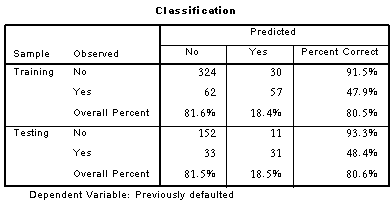 Classification
Predicted
Sample Observed No Yes Percent Correct
Training No 324 30 91.5%
Yes 62 57 47.9%
Overall Percent 81.6% 18.4% 80.5%
Testing No 152 11 93.3%
Yes 33 31 48.4%
Overall Percent 81.5% 18.5% 80.6%
Dependent Variable: Previously defaulted